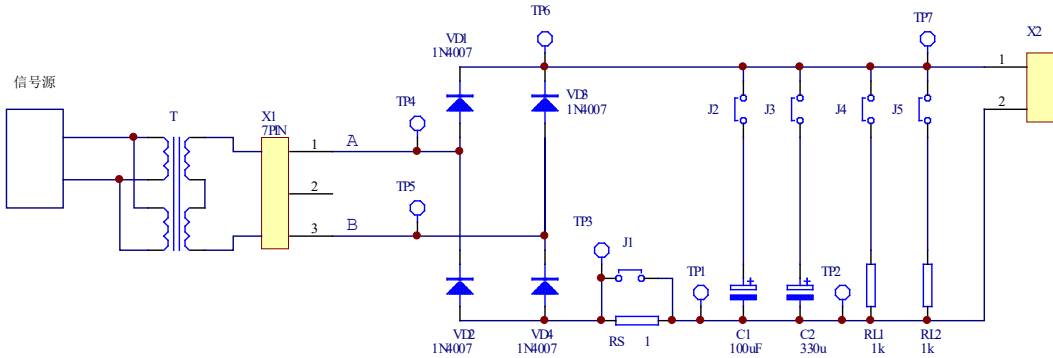 TP6
TP7
X2
VD1
1N4007
1
信号源
VD3
1N4007
TP4
J2
J3
J4
J5
2
T
X1
7PIN
1
A
2
TP5
3
B
TP3
J1
TP1
TP2
VD2
1N4007
VD4
1N4007
RS
1
C1
100uF
C2
330u
RL1
1k
RL2
1k